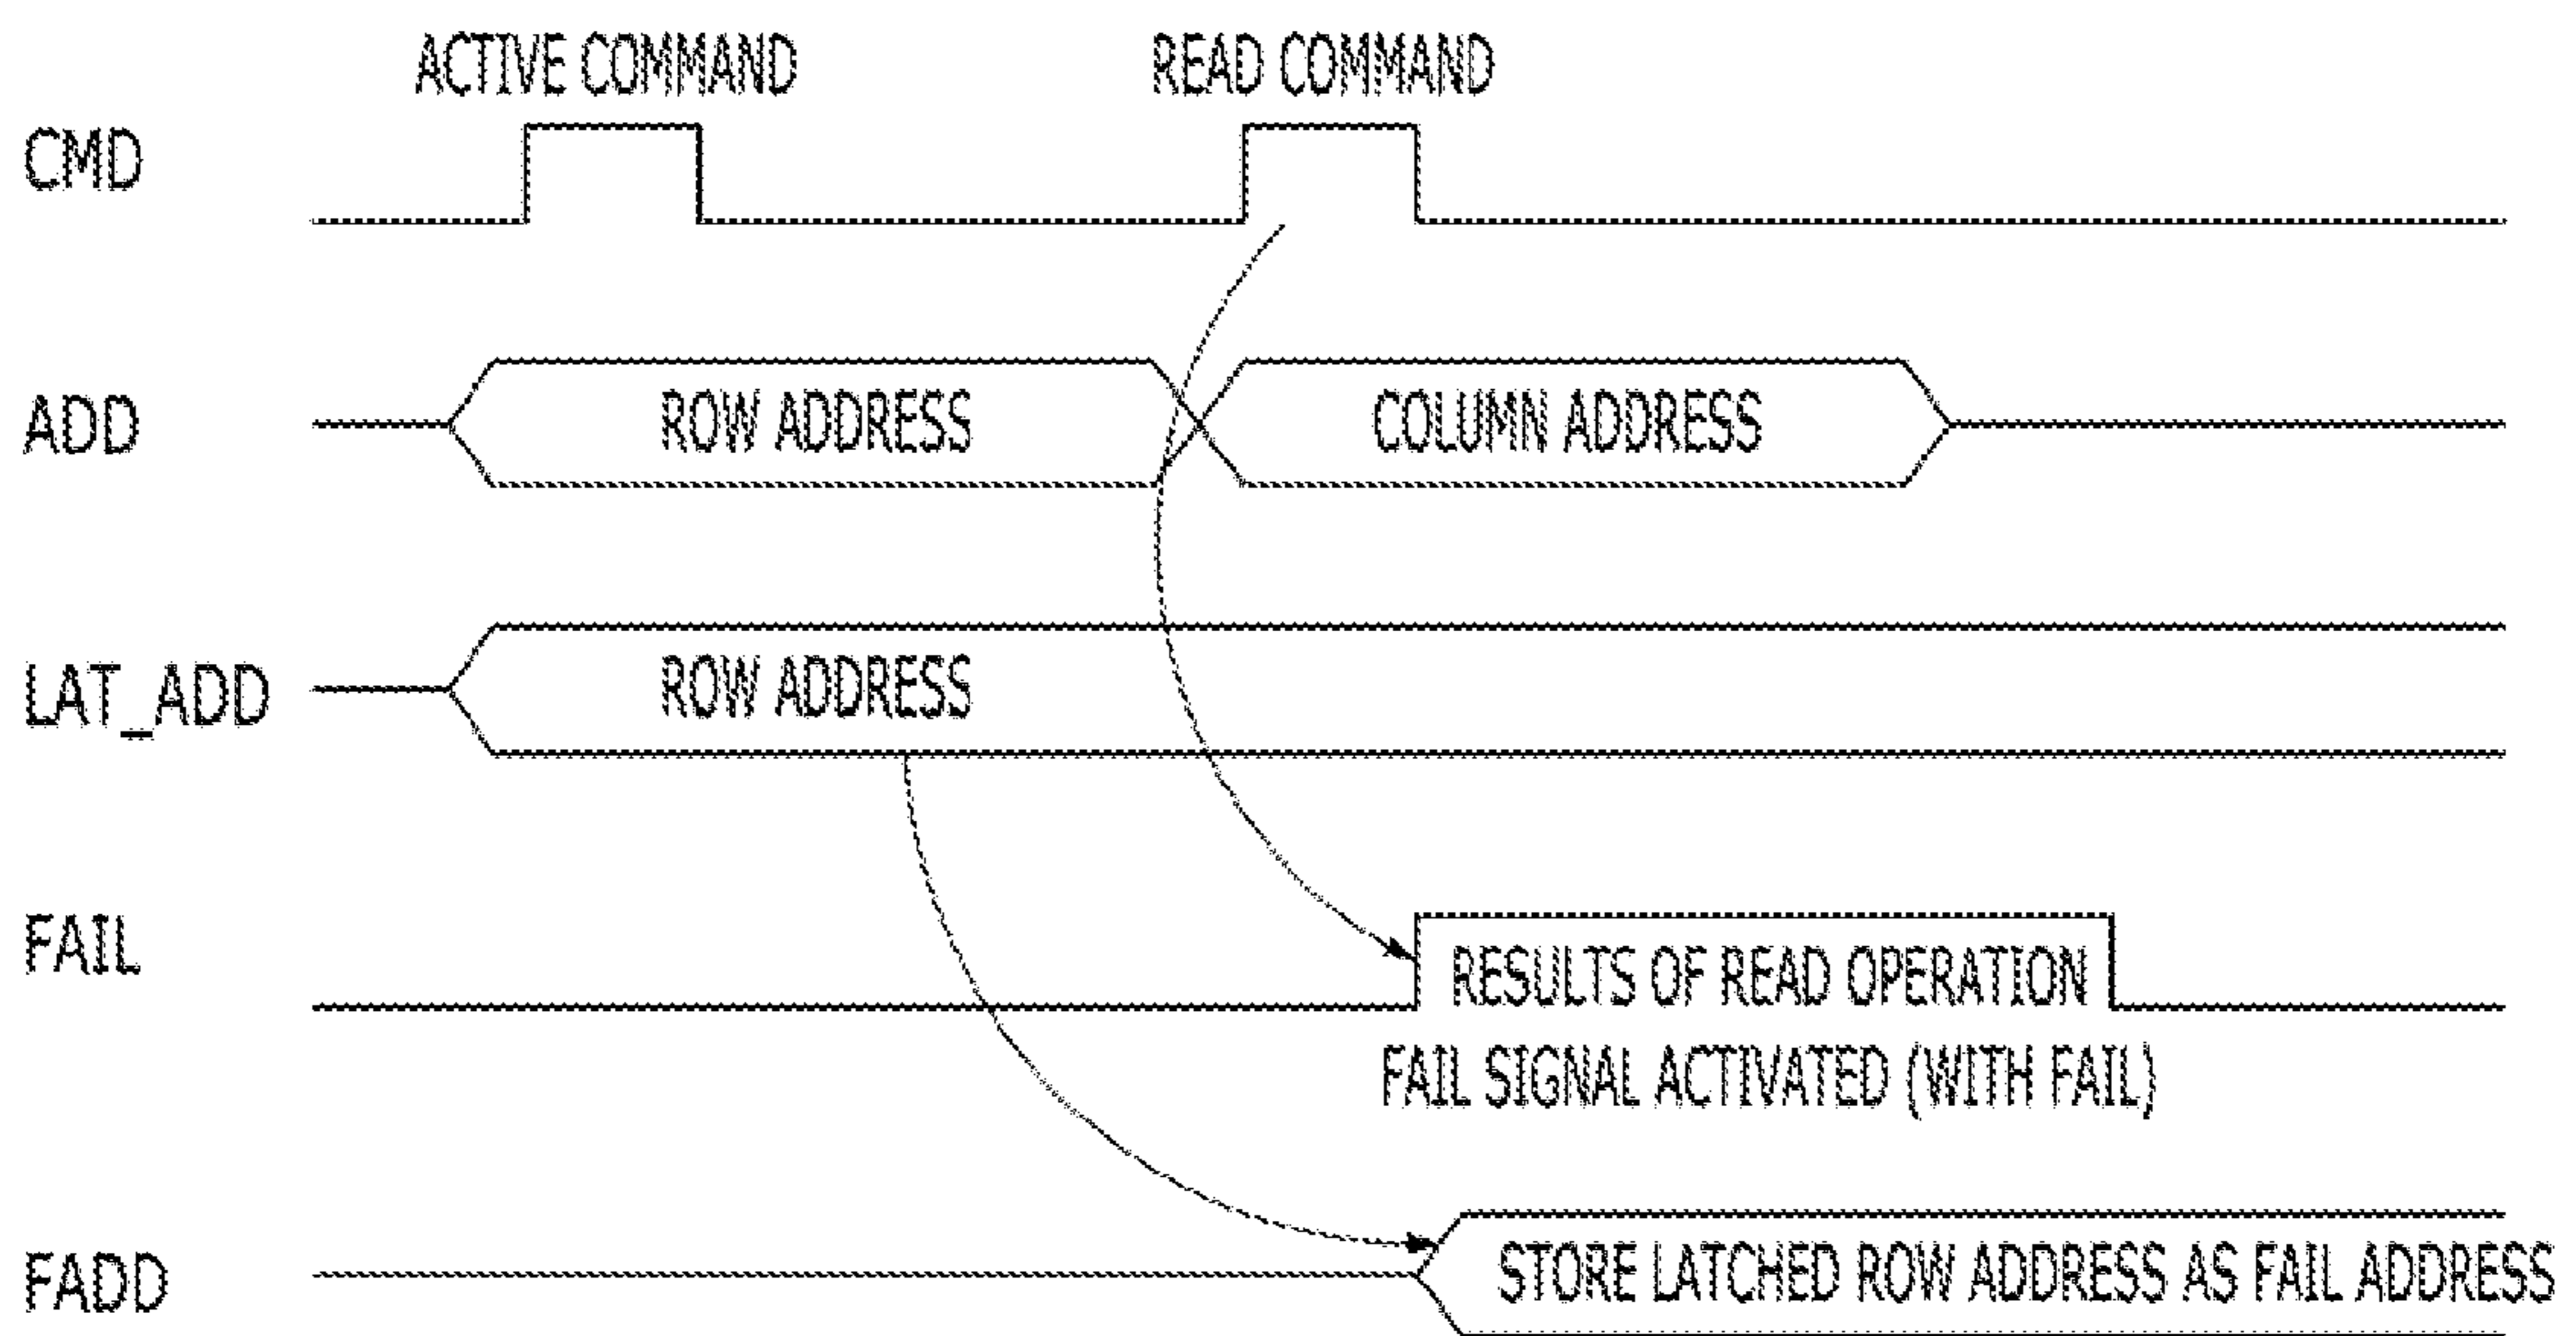 ACTIVE COMMAND READ COMMAND
CMD
ADD ROW ADDRESS COLUMN ADDRESS
LAT_ADD ROW ADDRESS
FAIL RESULTS OF READ OPERATION
FAIL SIGNAL ACTIVATED (WITH FAIL)
FADD STORE LATCHED ROW ADDRESS AS FAIL ADDRESS